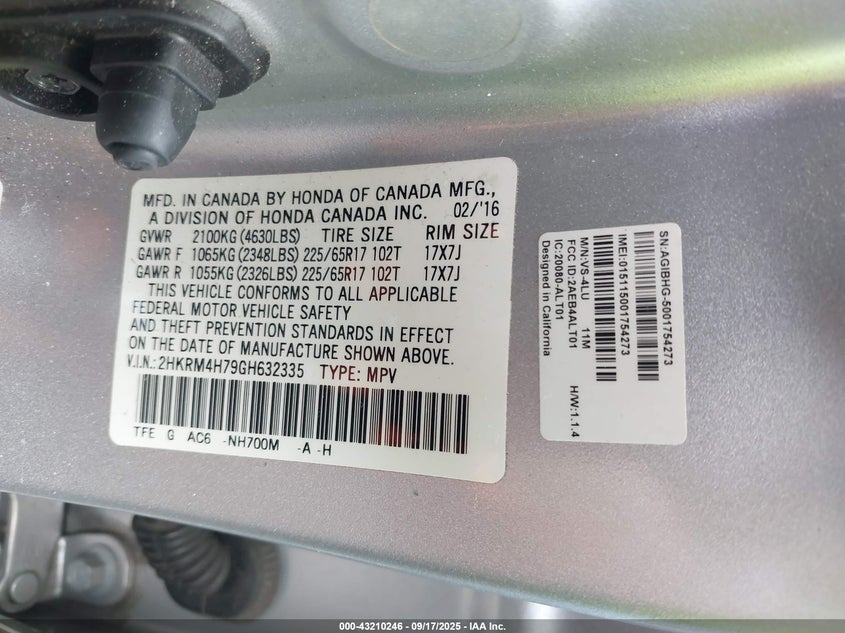 MFD. IN CANADA BY HONDA OF CANADA MFG.,
A DIVISION OF HONDA CANADA INC. 02/'16
GVWR 2100KG (4630LBS) TIRE SIZE RIM SIZE
GAWR F 1065KG (2348LBS) 225/65R17 102T 17X7J
GAWR R 1055KG (2326LBS) 225/65R17 102T 17X7J
THIS VEHICLE CONFORMS TO ALL APPLICABLE
FEDERAL MOTOR VEHICLE SAFETY
AND THEFT PREVENTION STANDARDS IN EFFECT
ON THE DATE OF MANUFACTURE SHOWN ABOVE.
V.I.N.: 2HKRM4H79GH632335 TYPE: MPV
TFE G AC6 -NH700M -A -H
SN:AGIBHG-5001754273
IMEI:015115001754273
M/N:VS-4LU 11M
FCC ID:2AEB4ALT01
IC:20080-ALT01
Designed in California H/W:1.1.4
000-43210246 - 09/17/2025 - IAA Inc.